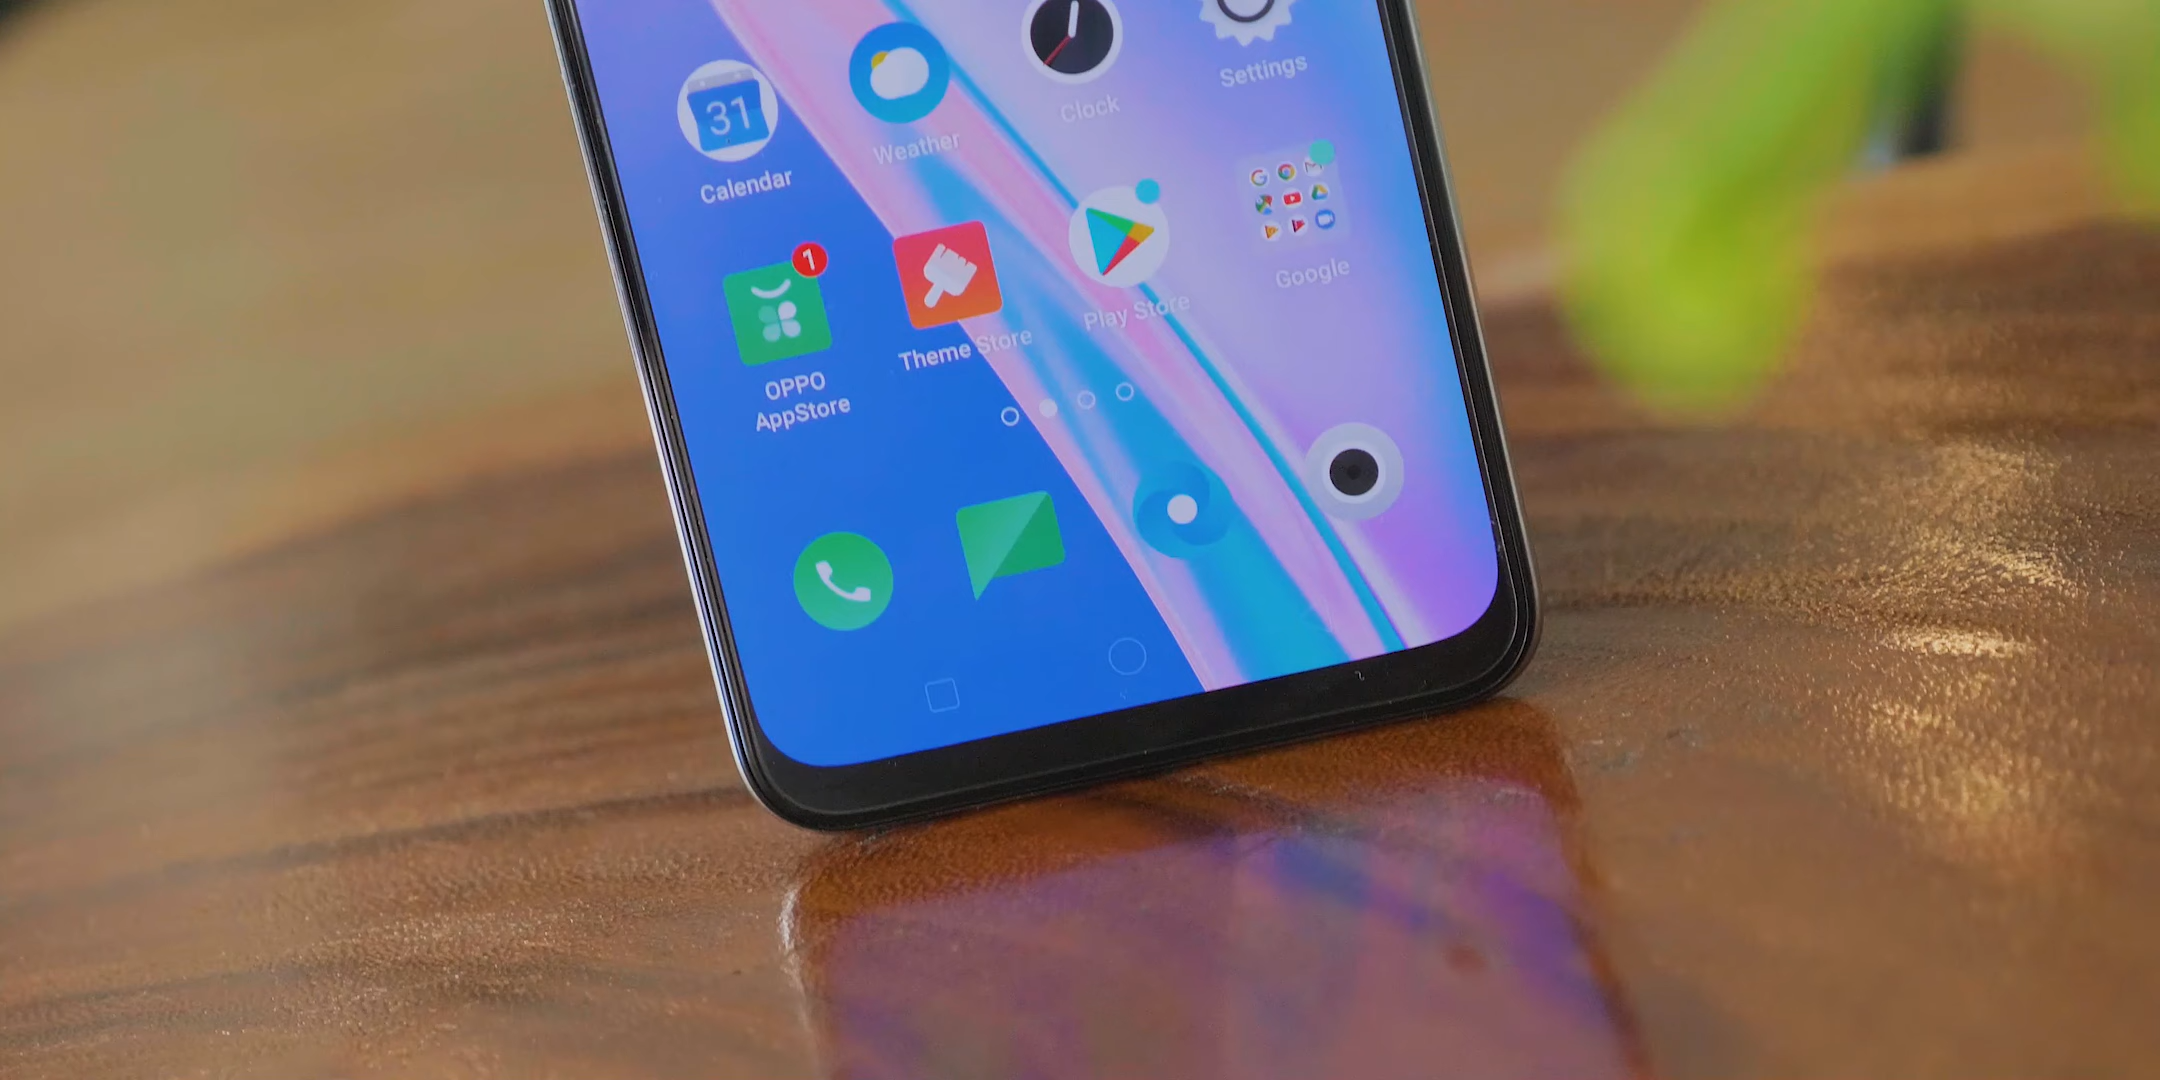 31
Calendar
Weather
Clock
Settings
1
OPPO
AppStore
Theme Store
Play Store
Google